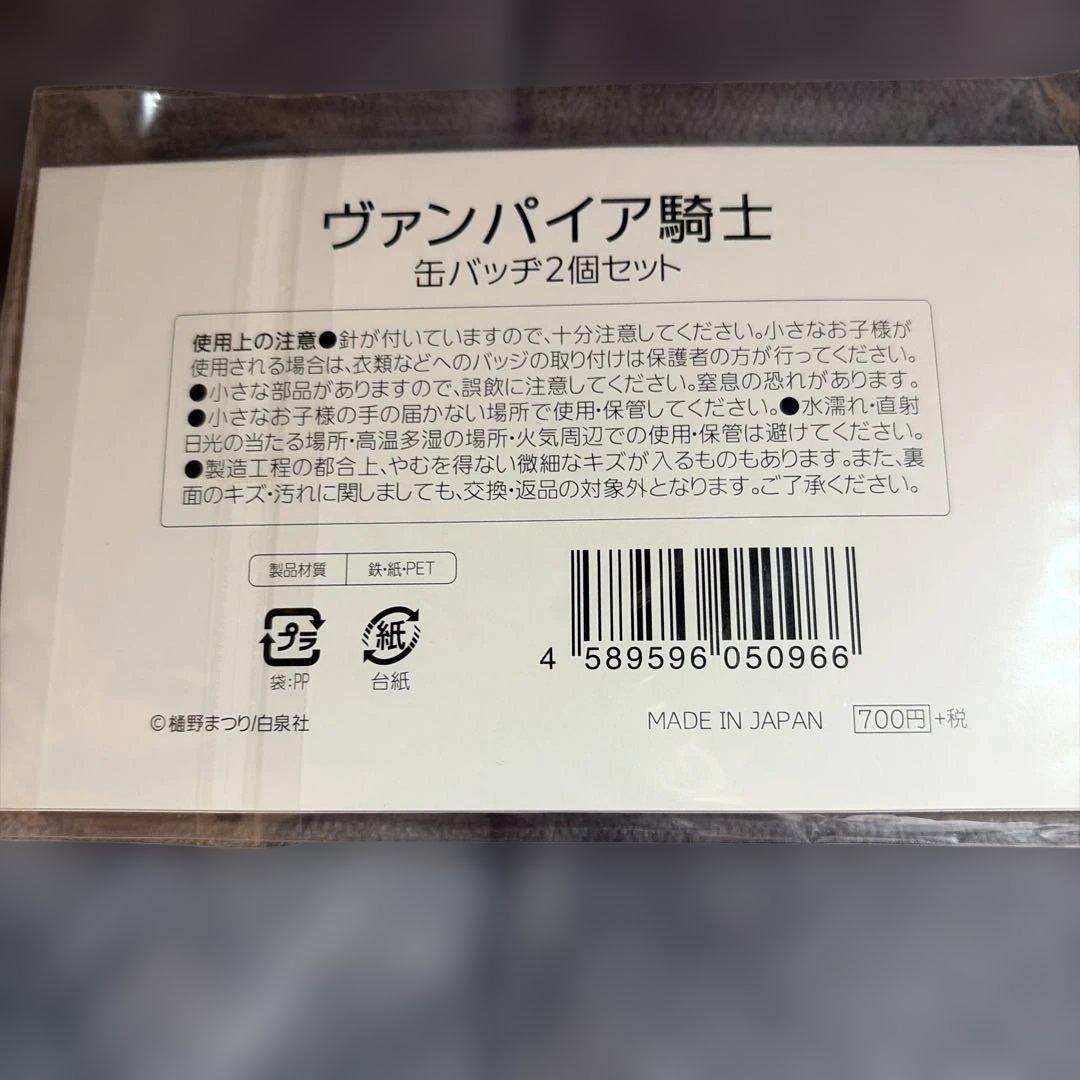 ヴァンパイア騎士
缶バッヂ2個セット
使用上の注意●針が付いていますので、十分注意してください。小さなお子様が
使用される場合は、衣類などへのバッジの取り付けは保護者の方が行ってください。
●小さな部品がありますので、誤飲に注意してください。窒息の恐れがあります。
●小さなお子様の手の届かない場所で使用・保管してください。●水濡れ・直射
日光の当たる場所・高温多湿の場所・火気周辺での使用・保管は避けてください。
●製造工程の都合上、やむを得ない微細なキズが入るものもあります。また、裏
面のキズ・汚れに関しましても、交換・返品の対象外となります。ご了承ください。
製品材質 鉄・紙・PET
プラ 紙
袋:PP 台紙
4 589596 050966
©樋野まつり/白泉社
MADE IN JAPAN 700円+税